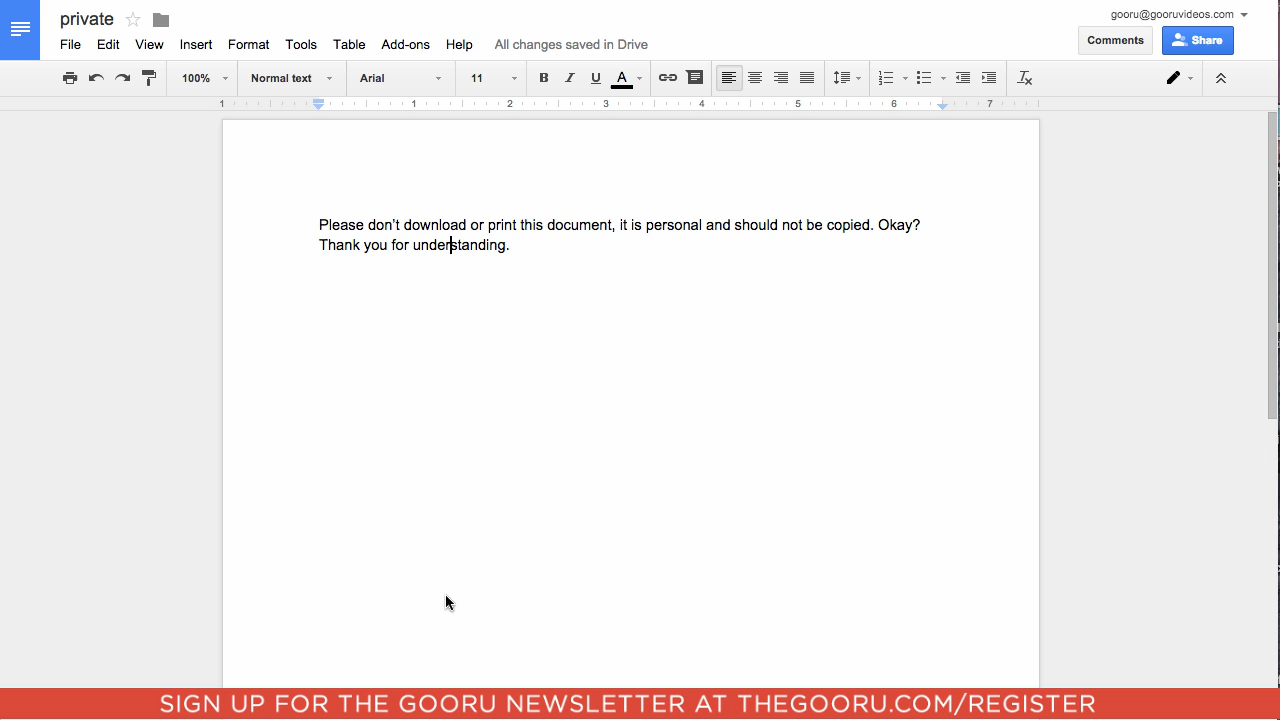 private
gooru@gooruvideos.com
File Edit View Insert Format Tools Table Add-ons Help All changes saved in Drive
Comments Share
100% Normal text Arial 11 B I U A
1 1 2 3 4 5 6 7
Please don't download or print this document, it is personal and should not be copied. Okay?
Thank you for understanding.
SIGN UP FOR THE GOORU NEWSLETTER AT THEGOORU.COM/REGISTER